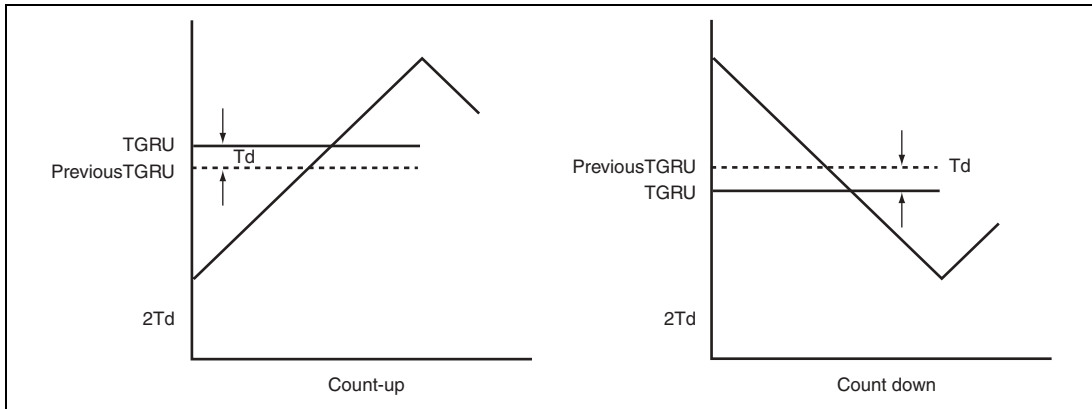 TGRU
Td
PreviousTGRU
2Td
Count-up
PreviousTGRU
Td
TGRU
2Td
Count down